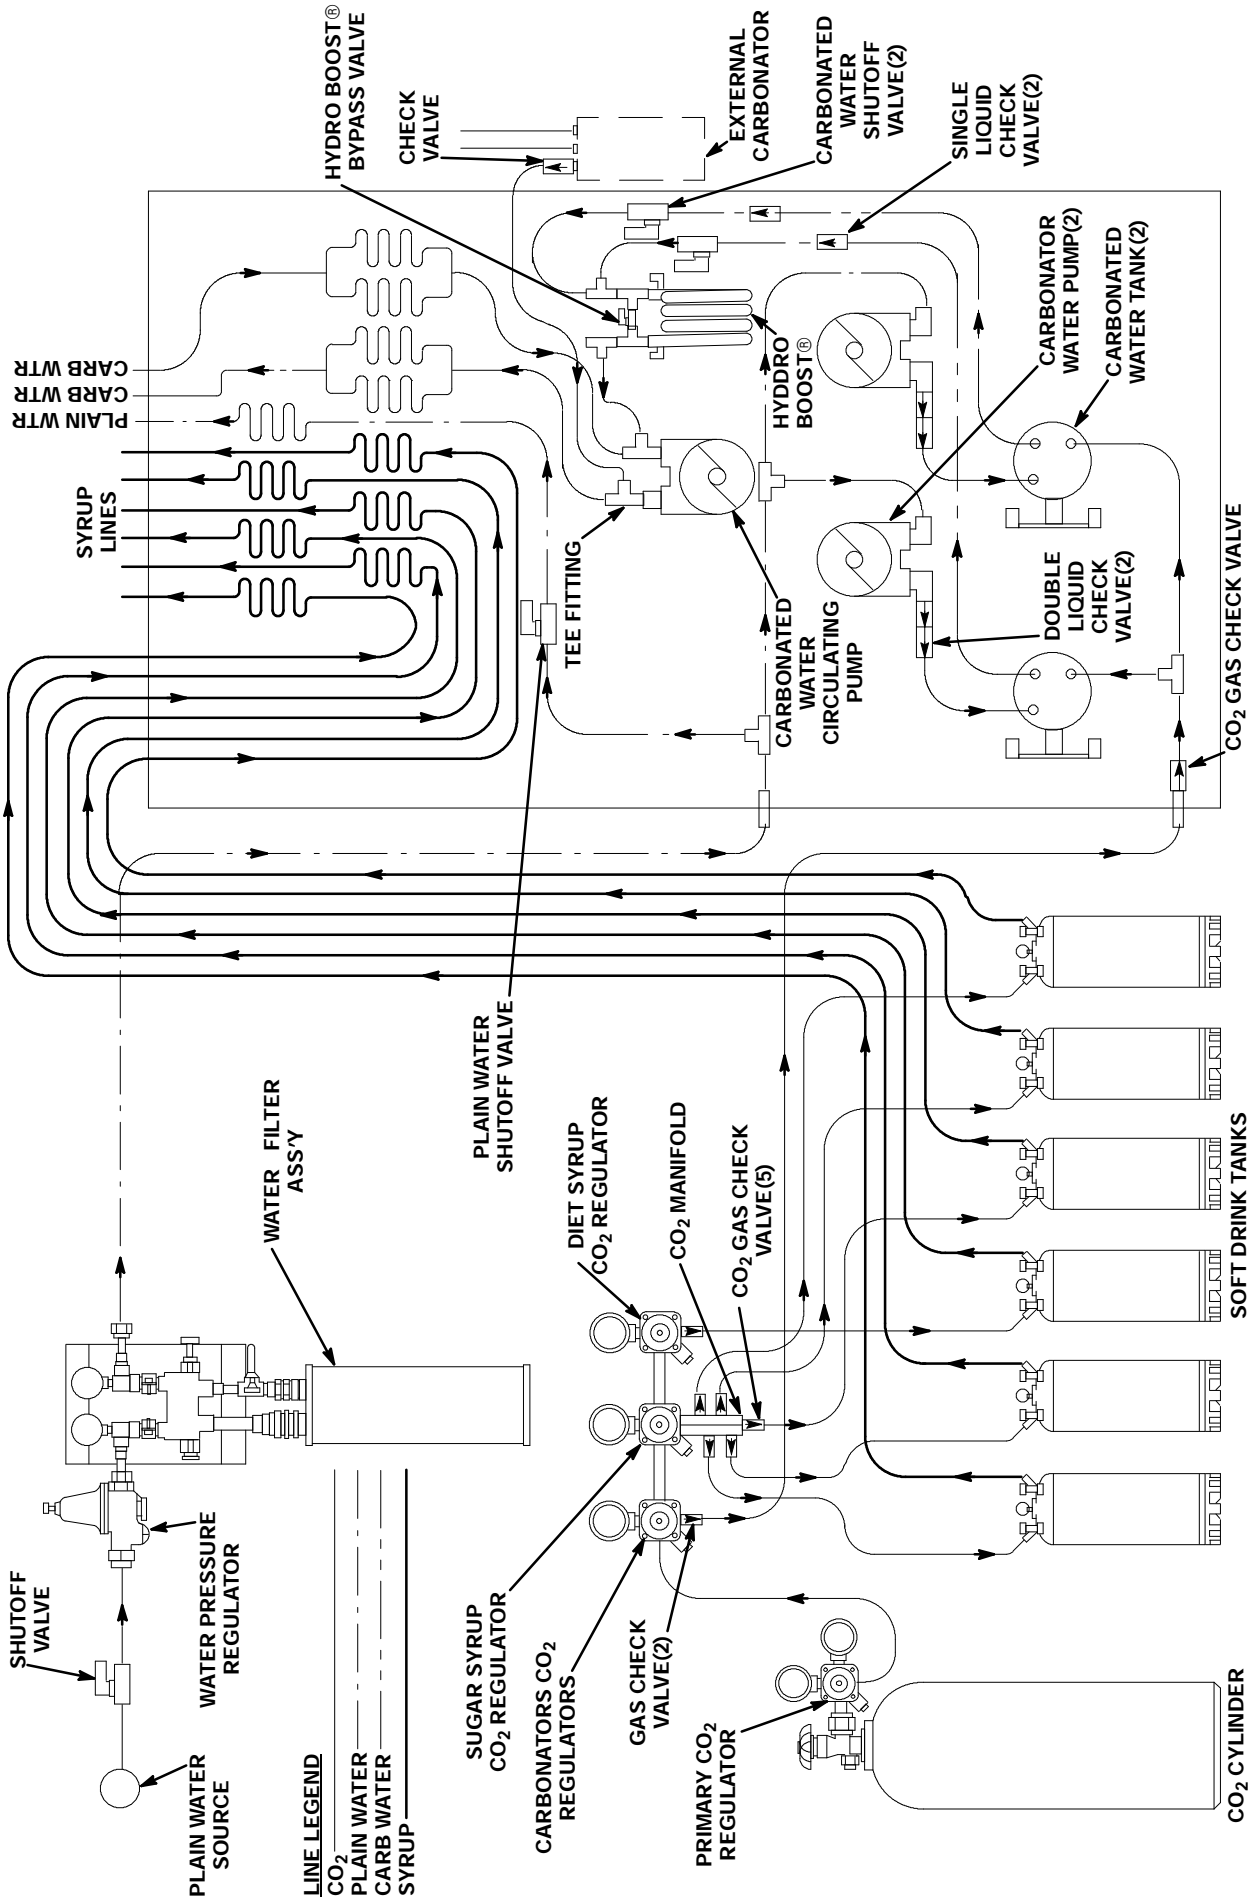 SHUTOFF
VALVE
PLAIN WATER
SOURCE
WATER PRESSURE
REGULATOR
WATER FILTER
ASS'Y
LINE LEGEND
CO₂
PLAIN WATER
CARB WATER
SYRUP
SUGAR SYRUP
CO₂ REGULATOR
CARBONATORS CO₂
REGULATORS
GAS CHECK
VALVE(2)
PRIMARY CO₂
REGULATOR
CO₂ CYLINDER
DIET SYRUP
CO₂ REGULATOR
CO₂ MANIFOLD
CO₂ GAS CHECK
VALVE(5)
SOFT DRINK TANKS
PLAIN WATER
SHUTOFF VALVE
SYRUP
LINES
PLAIN WTR
CARB WTR
CARB WTR
TEE FITTING
CARBONATED
WATER
CIRCULATING
PUMP
HYDRO BOOST®
BYPASS VALVE
CHECK
VALVE
EXTERNAL
CARBONATOR
CARBONATED
WATER
SHUTOFF
VALVE(2)
SINGLE
LIQUID
CHECK
VALVE(2)
HYDDRO
BOOST®
CARBONATOR
WATER PUMP(2)
CARBONATED
WATER TANK(2)
DOUBLE
LIQUID
CHECK
VALVE(2)
CO₂ GAS CHECK VALVE